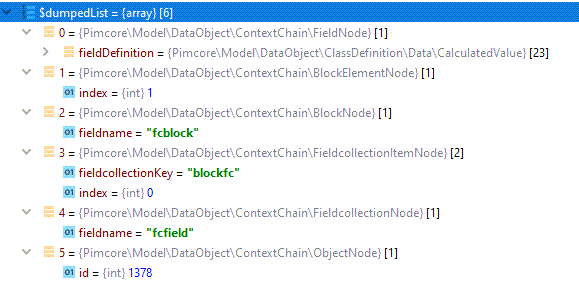 $dumpedList = {array} [6]
0 = {Pimcore\Model\DataObject\ContextChain\FieldNode} [1]
fieldDefinition = {Pimcore\Model\DataObject\ClassDefinition\Data\CalculatedValue} [23]
1 = {Pimcore\Model\DataObject\ContextChain\BlockElementNode} [1]
01 index = {int} 1
2 = {Pimcore\Model\DataObject\ContextChain\BlockNode} [1]
01 fieldname = "fcblock"
3 = {Pimcore\Model\DataObject\ContextChain\FieldcollectionItemNode} [2]
01 fieldcollectionKey = "blockfc"
01 index = {int} 0
4 = {Pimcore\Model\DataObject\ContextChain\FieldcollectionNode} [1]
01 fieldname = "fcfield"
5 = {Pimcore\Model\DataObject\ContextChain\ObjectNode} [1]
01 id = {int} 1378